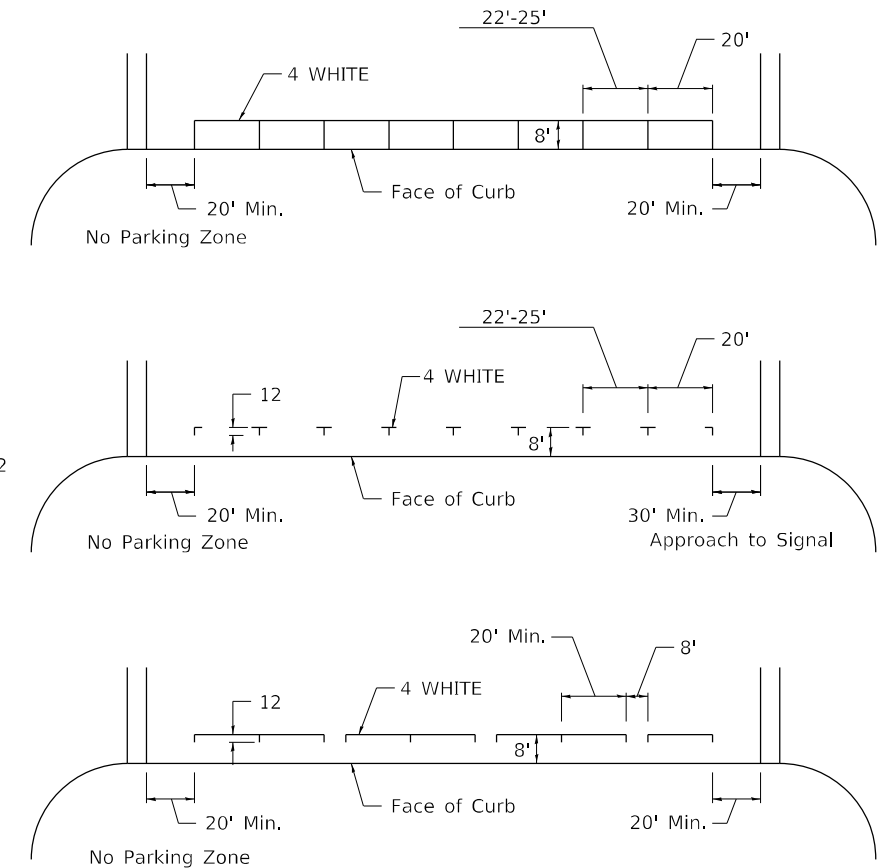 22'-25'
20'
4 WHITE
8'
Face of Curb
20' Min.
20' Min.
No Parking Zone
22'-25'
20'
4 WHITE
12
8'
2
Face of Curb
20' Min.
30' Min.
No Parking Zone
Approach to Signal
20' Min.
8'
12
4 WHITE
8'
Face of Curb
20' Min.
20' Min.
No Parking Zone